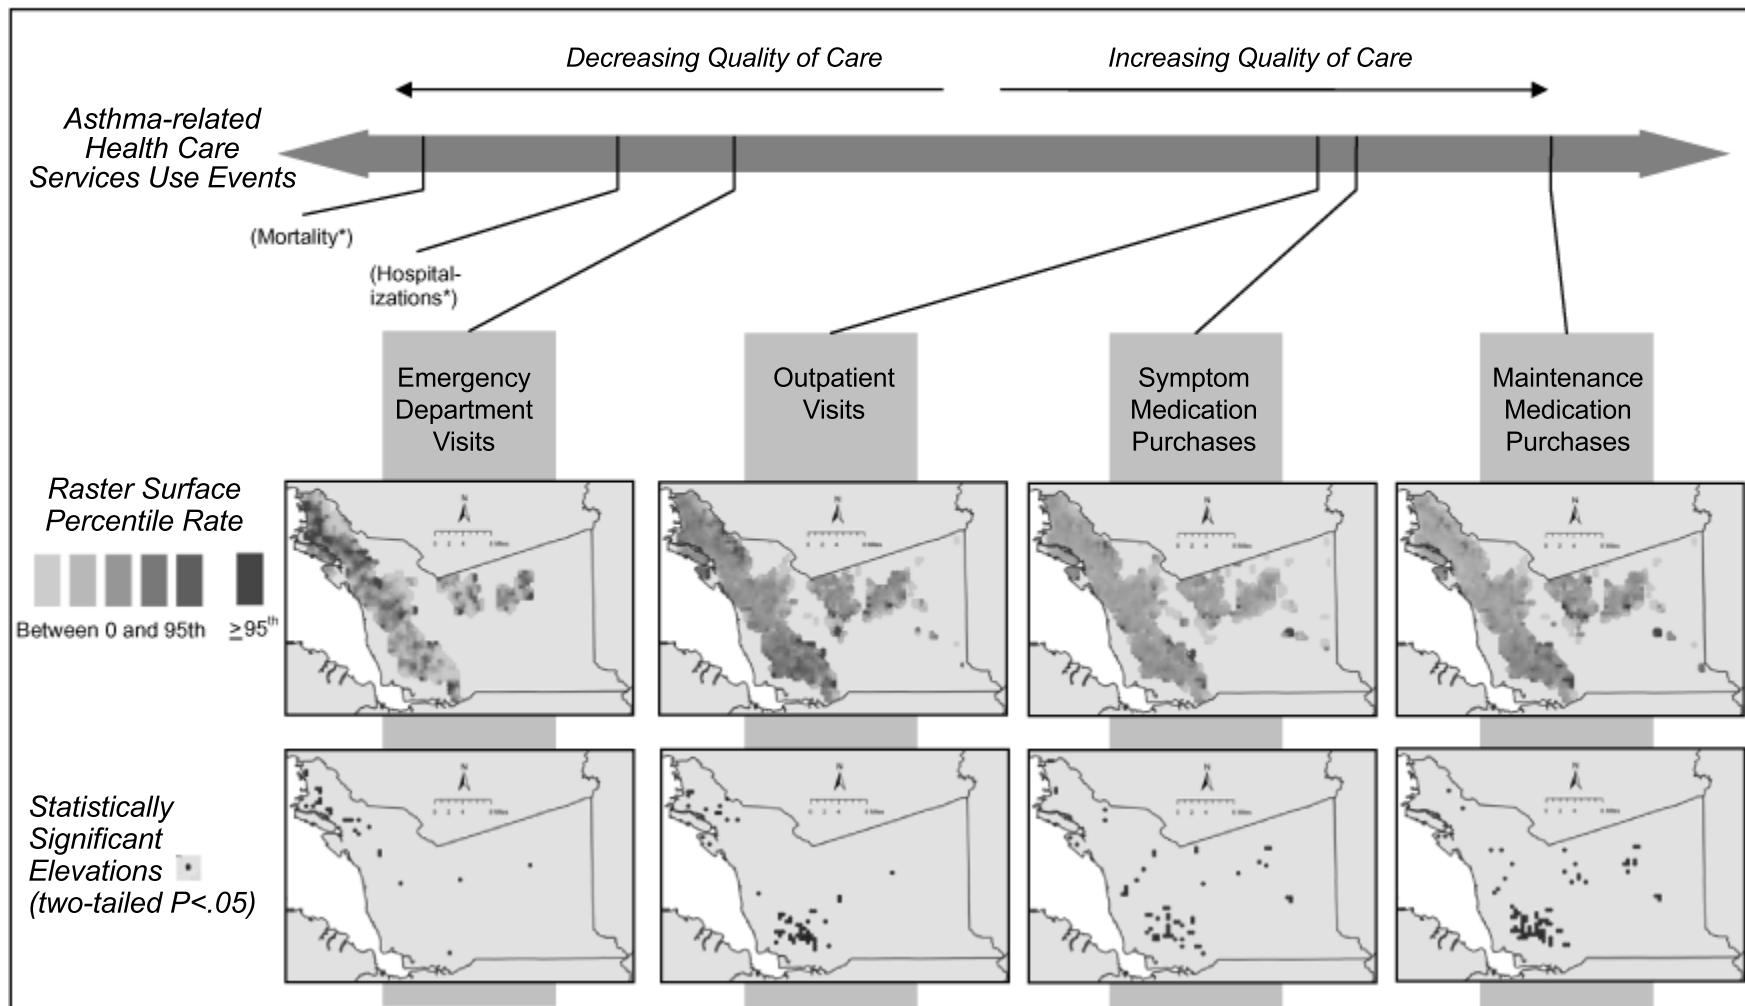 Decreasing Quality of Care
Increasing Quality of Care
Asthma-related
Health Care
Services Use Events
(Mortality*)
(Hospital-
izations*)
Emergency
Department
Visits
Outpatient
Visits
Symptom
Medication
Purchases
Maintenance
Medication
Purchases
Raster Surface
Percentile Rate
Between 0 and 95th
≥95th
N
N
N
N
Statistically
Significant
Elevations
(two-tailed P<.05)
N
N
N
N